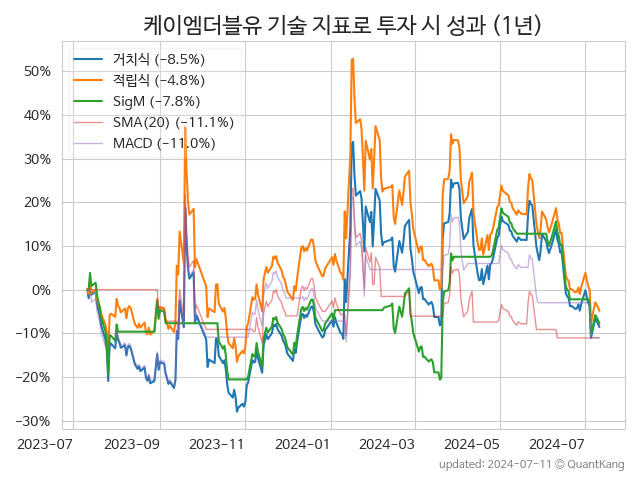 케이엠더블유 기술 지표로 투자 시 성과 (1년)
거치식 (−8.5%)
적립식 (−4.8%)
SigM (−7.8%)
SMA(20) (−11.1%)
MACD (−11.0%)
50%
40%
30%
20%
10%
0%
−10%
−20%
−30%
2023-07 2023-09 2023-11 2024-01 2024-03 2024-05 2024-07
updated: 2024-07-11 © QuantKang